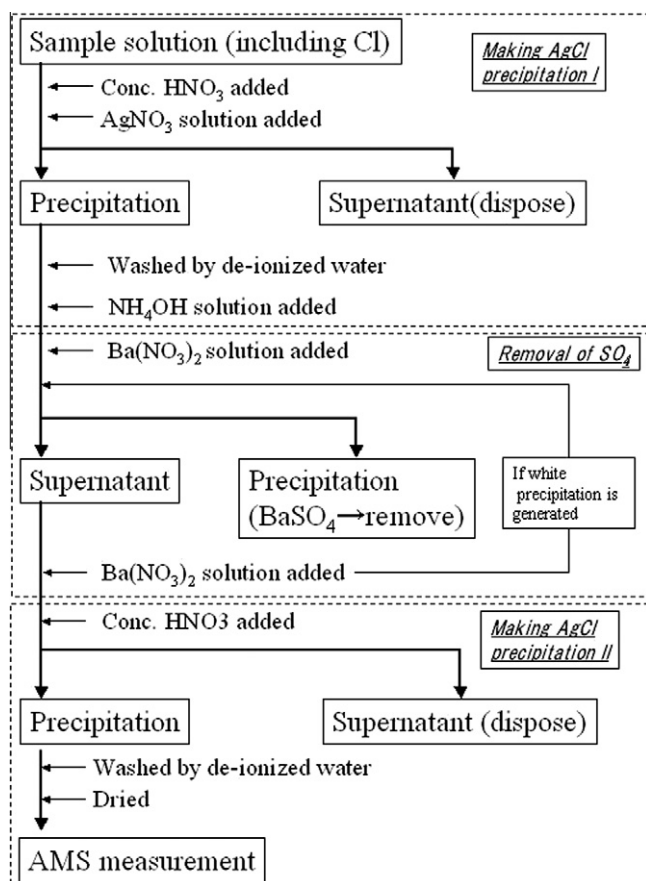 Sample solution (including Cl)
Making AgCl
precipitation I
Conc. HNO₃ added
AgNO₃ solution added
Precipitation
Supernatant(dispose)
Washed by de-ionized water
NH₄OH solution added
Ba(NO₃)₂ solution added
Removal of SO₄
Supernatant
Precipitation
(BaSO₄→remove)
If white
precipitation is
generated
Ba(NO₃)₂ solution added
Conc. HNO3 added
Making AgCl
precipitation II
Precipitation
Supernatant (dispose)
Washed by de-ionized water
Dried
AMS measurement